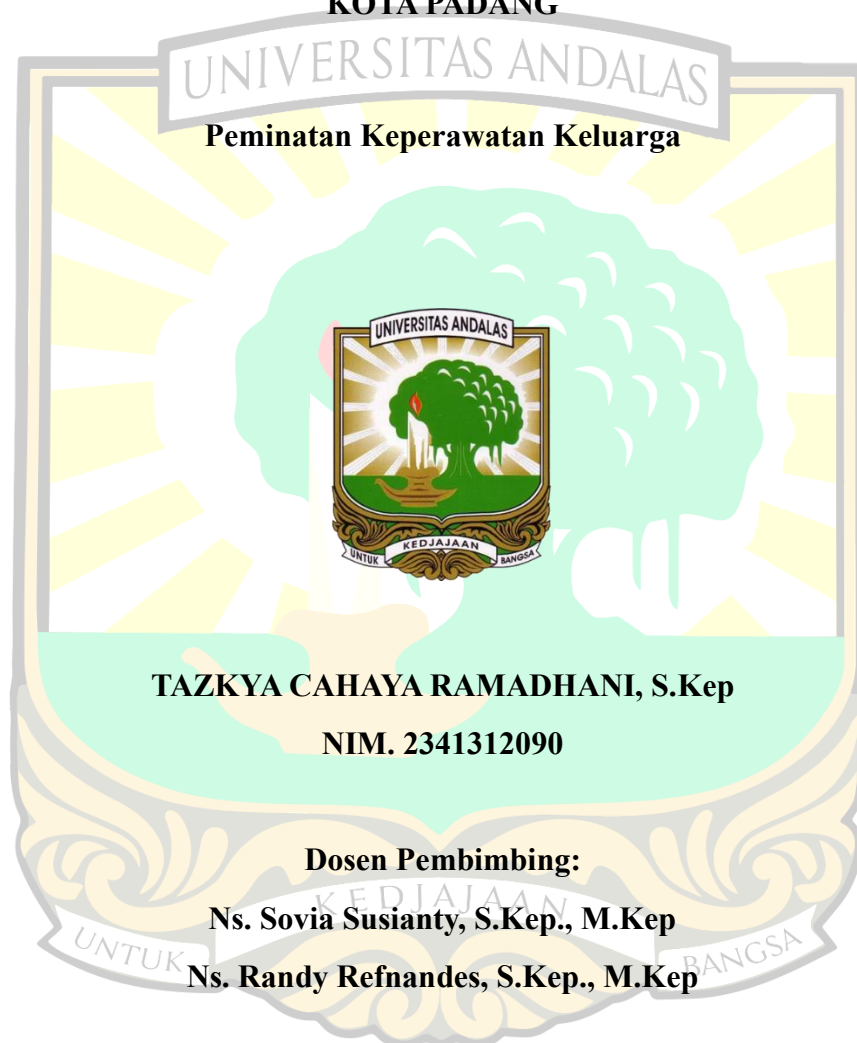 KOTA PADANG
UNIVERSITAS ANDALAS
Peminatan Keperawatan Keluarga
UNIVERSITAS ANDALAS
UNTUK KEDJAJAAN BANGSA
TAZKYA CAHAYA RAMADHANI, S.Kep
NIM. 2341312090
Dosen Pembimbing:
Ns. Sovia Susianty, S.Kep., M.Kep
Ns. Randy Refnandes, S.Kep., M.Kep
UNTUK KEDJAJAAN BANGSA